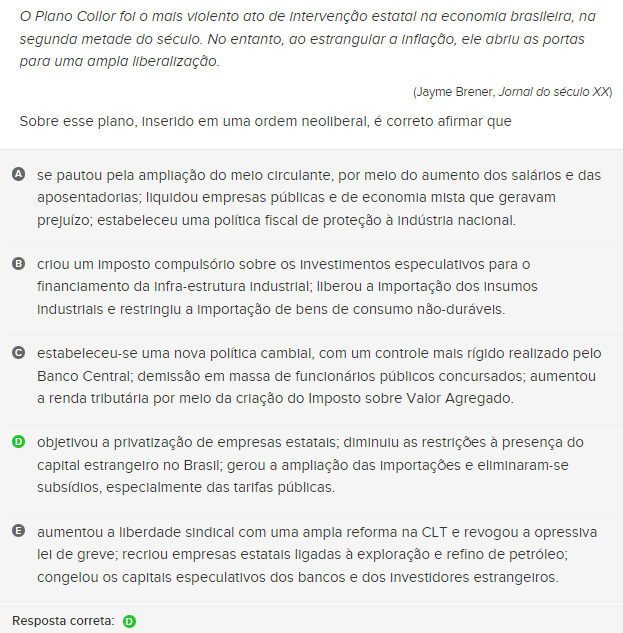 O Plano Collor foi o mais violento ato de intervenção estatal na economia brasileira, na
segunda metade do século. No entanto, ao estrangular a inflação, ele abriu as portas
para uma ampla liberalização.
(Jayme Brener, Jornal do século XX)
Sobre esse plano, inserido em uma ordem neoliberal, é correto afirmar que
A se pautou pela ampliação do meio circulante, por meio do aumento dos salários e das
aposentadorias; liquidou empresas públicas e de economia mista que geravam
prejuízo; estabeleceu uma política fiscal de proteção à indústria nacional.
B criou um imposto compulsório sobre os investimentos especulativos para o
financiamento da infra-estrutura industrial; liberou a importação dos insumos
industriais e restringiu a importação de bens de consumo não-duráveis.
C estabeleceu-se uma nova política cambial, com um controle mais rígido realizado pelo
Banco Central; demissão em massa de funcionários públicos concursados; aumentou
a renda tributária por meio da criação do Imposto sobre Valor Agregado.
D objetivou a privatização de empresas estatais; diminuiu as restrições à presença do
capital estrangeiro no Brasil; gerou a ampliação das importações e eliminaram-se
subsídios, especialmente das tarifas públicas.
E aumentou a liberdade sindical com uma ampla reforma na CLT e revogou a opressiva
lei de greve; recriou empresas estatais ligadas à exploração e refino de petróleo;
congelou os capitais especulativos dos bancos e dos investidores estrangeiros.
Resposta correta: D